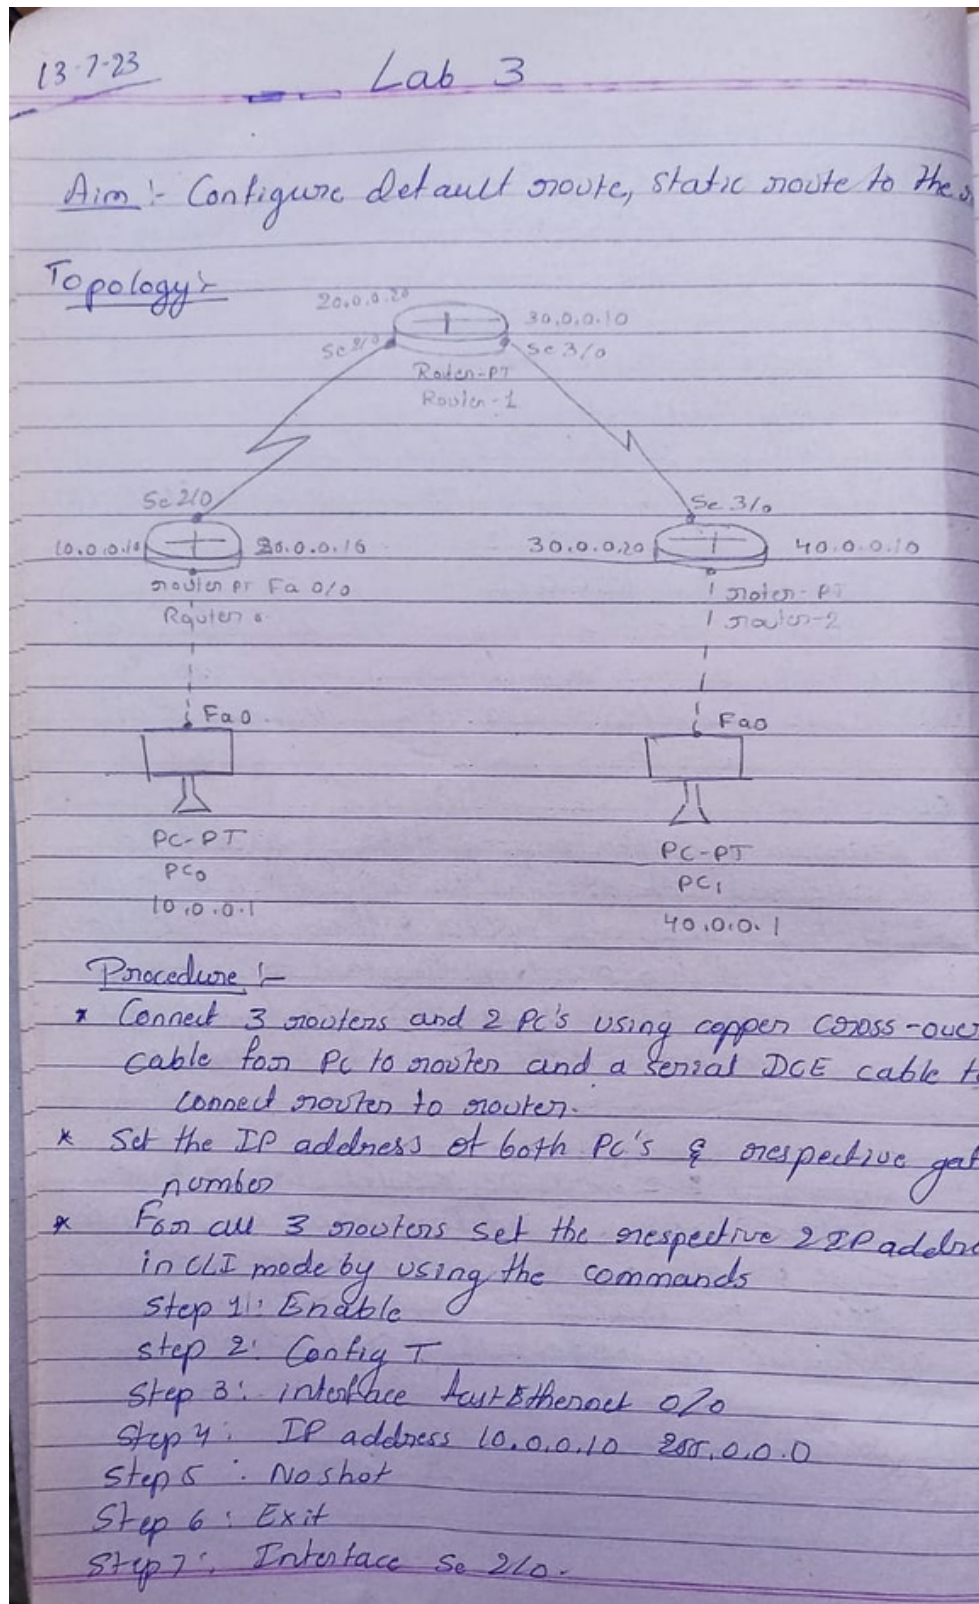 13-7-23
Lab 3
Aim :- Configure default route, static route to the
Topology :-
20.0.0.20
30.0.0.10
Se 2/0
Se 3/0
Router-PT
Router-1
Se 2/0
Se 3/0
10.0.0.10
20.0.0.10
30.0.0.20
40.0.0.10
router PT Fa 0/0
roter-PT
Router
router-2
Fa0
Fa0
PC-PT
PC-PT
PC0
PC1
10.0.0.1
40.0.0.1
Procedure :-
* Connect 3 routers and 2 Pc's using copper cross-over
cable for Pc to router and a serial DCE cable to
connect router to router.
* Set the IP address of both Pc's & respective
number
* For all 3 routers set the respective 2 IP addre
in CLI mode by using the commands
Step 1: Enable
Step 2: Config T
Step 3: interface fastEthernet 0/0
Step 4: IP address 10.0.0.10 255.0.0.0
Step 5: No shot
Step 6: Exit
Step 7: Interface Se 2/0.